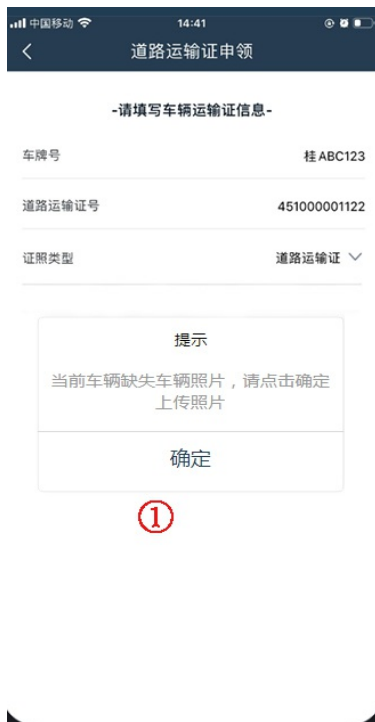 中国移动 14:41
道路运输证申领
-请填写车辆运输证信息-
车牌号 桂ABC123
道路运输证号 451000001122
证照类型 道路运输证
提示
当前车辆缺失车辆照片，请点击确定
上传照片
确定
①